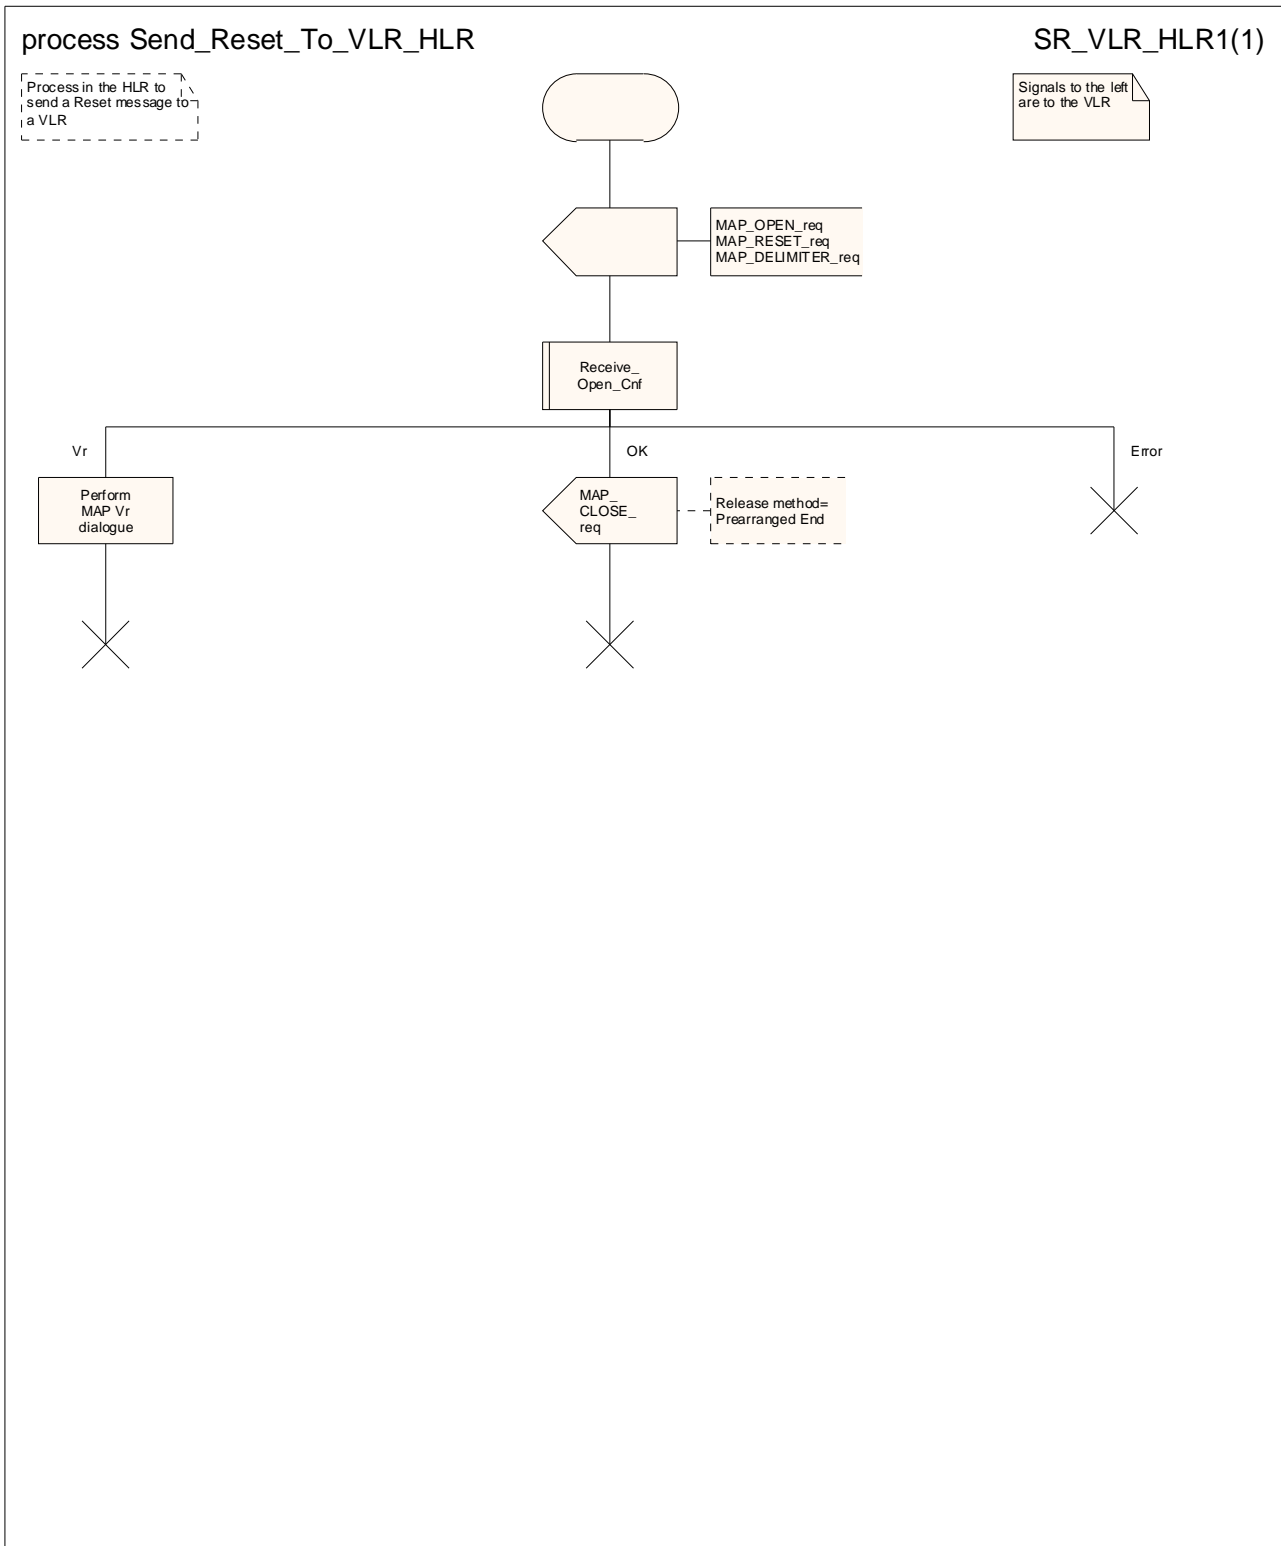 process Send_Reset_To_VLR_HLR
SR_VLR_HLR1(1)
Process in the HLR to
send a Reset message to
a VLR
Signals to the left
are to the VLR
MAP_OPEN_req
MAP_RESET_req
MAP_DELIMITER_req
Receive_
Open_Cnf
Vr
OK
Error
Perform
MAP Vr
dialogue
MAP_
CLOSE_
req
Release method=
Prearranged End